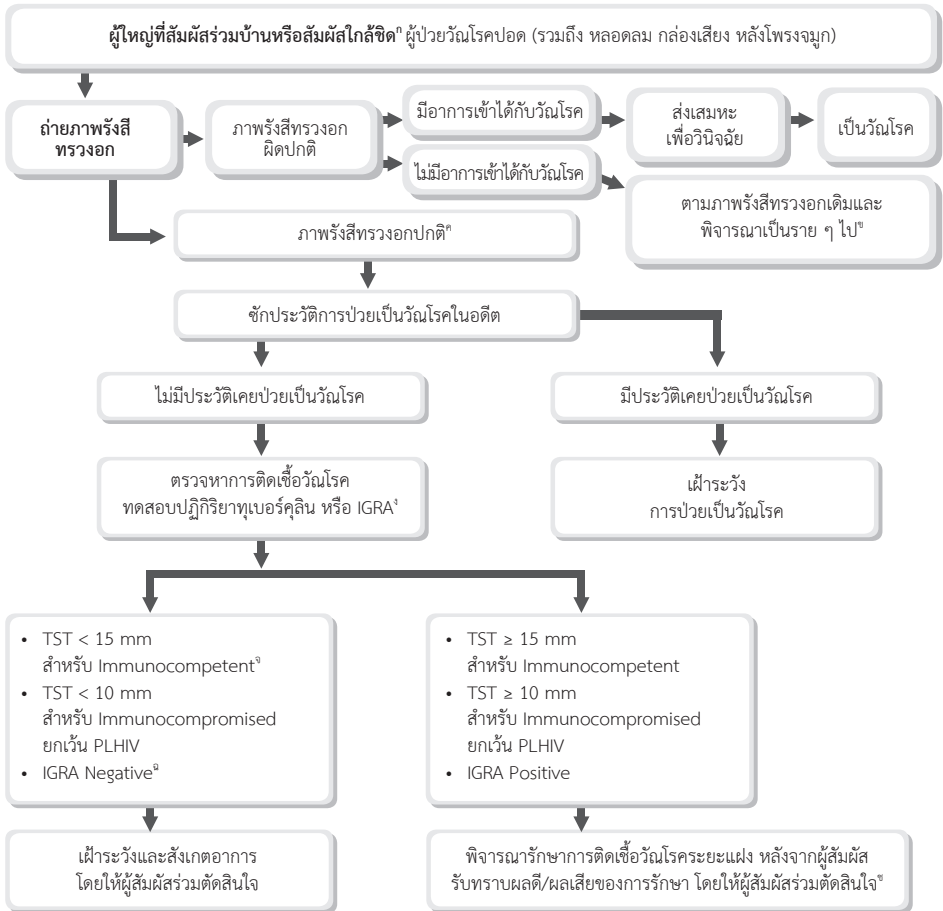 ผู้ใหญ่ที่สัมผัสร่วมบ้านหรือสัมผัสใกล้ชิดก ผู้ป่วยวัณโรคปอด (รวมถึง หลอดลม กล่องเสียง หลังโพรงจมูก)
ถ่ายภาพรังสี
ทรวงอก
ภาพรังสีทรวงอก
ผิดปกติ
มีอาการเข้าได้กับวัณโรค
ส่งเสมหะ
เพื่อวินิจฉัย
เป็นวัณโรค
ไม่มีอาการเข้าได้กับวัณโรค
ตามภาพรังสีทรวงอกเดิมและ
พิจารณาเป็นราย ๆ ไปข
ภาพรังสีทรวงอกปกติค
ซักประวัติการป่วยเป็นวัณโรคในอดีต
ไม่มีประวัติเคยป่วยเป็นวัณโรค
มีประวัติเคยป่วยเป็นวัณโรค
ตรวจหาการติดเชื้อวัณโรค
ทดสอบปฏิกิริยาทุเบอร์คุลิน หรือ IGRAง
เฝ้าระวัง
การป่วยเป็นวัณโรค
• TST < 15 mm
สำหรับ Immunocompetentจ
• TST < 10 mm
สำหรับ Immunocompromised
ยกเว้น PLHIV
• IGRA Negativeฉ
• TST ≥ 15 mm
สำหรับ Immunocompetent
• TST ≥ 10 mm
สำหรับ Immunocompromised
ยกเว้น PLHIV
• IGRA Positive
เฝ้าระวังและสังเกตอาการ
โดยให้ผู้สัมผัสร่วมตัดสินใจ
พิจารณารักษาการติดเชื้อวัณโรคระยะแฝง หลังจากผู้สัมผัส
รับทราบผลดี/ผลเสียของการรักษา โดยให้ผู้สัมผัสร่วมตัดสินใจช